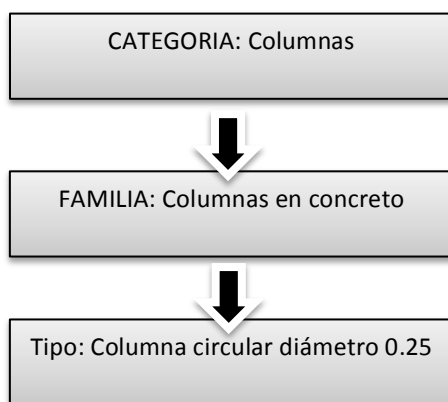 CATEGORIA: Columnas
FAMILIA: Columnas en concreto
Tipo: Columna circular diámetro 0.25